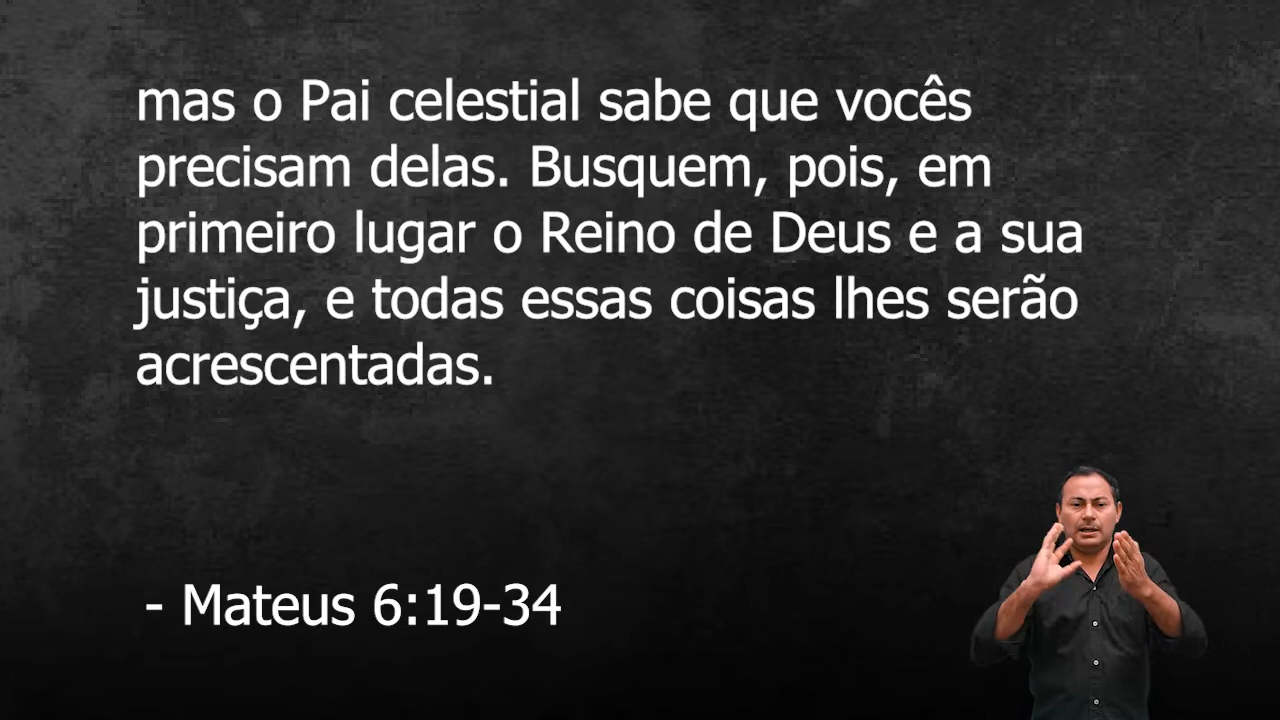 mas o Pai celestial sabe que vocês
precisam delas. Busquem, pois, em
primeiro lugar o Reino de Deus e a sua
justiça, e todas essas coisas lhes serão
acrescentadas.
- Mateus 6:19-34